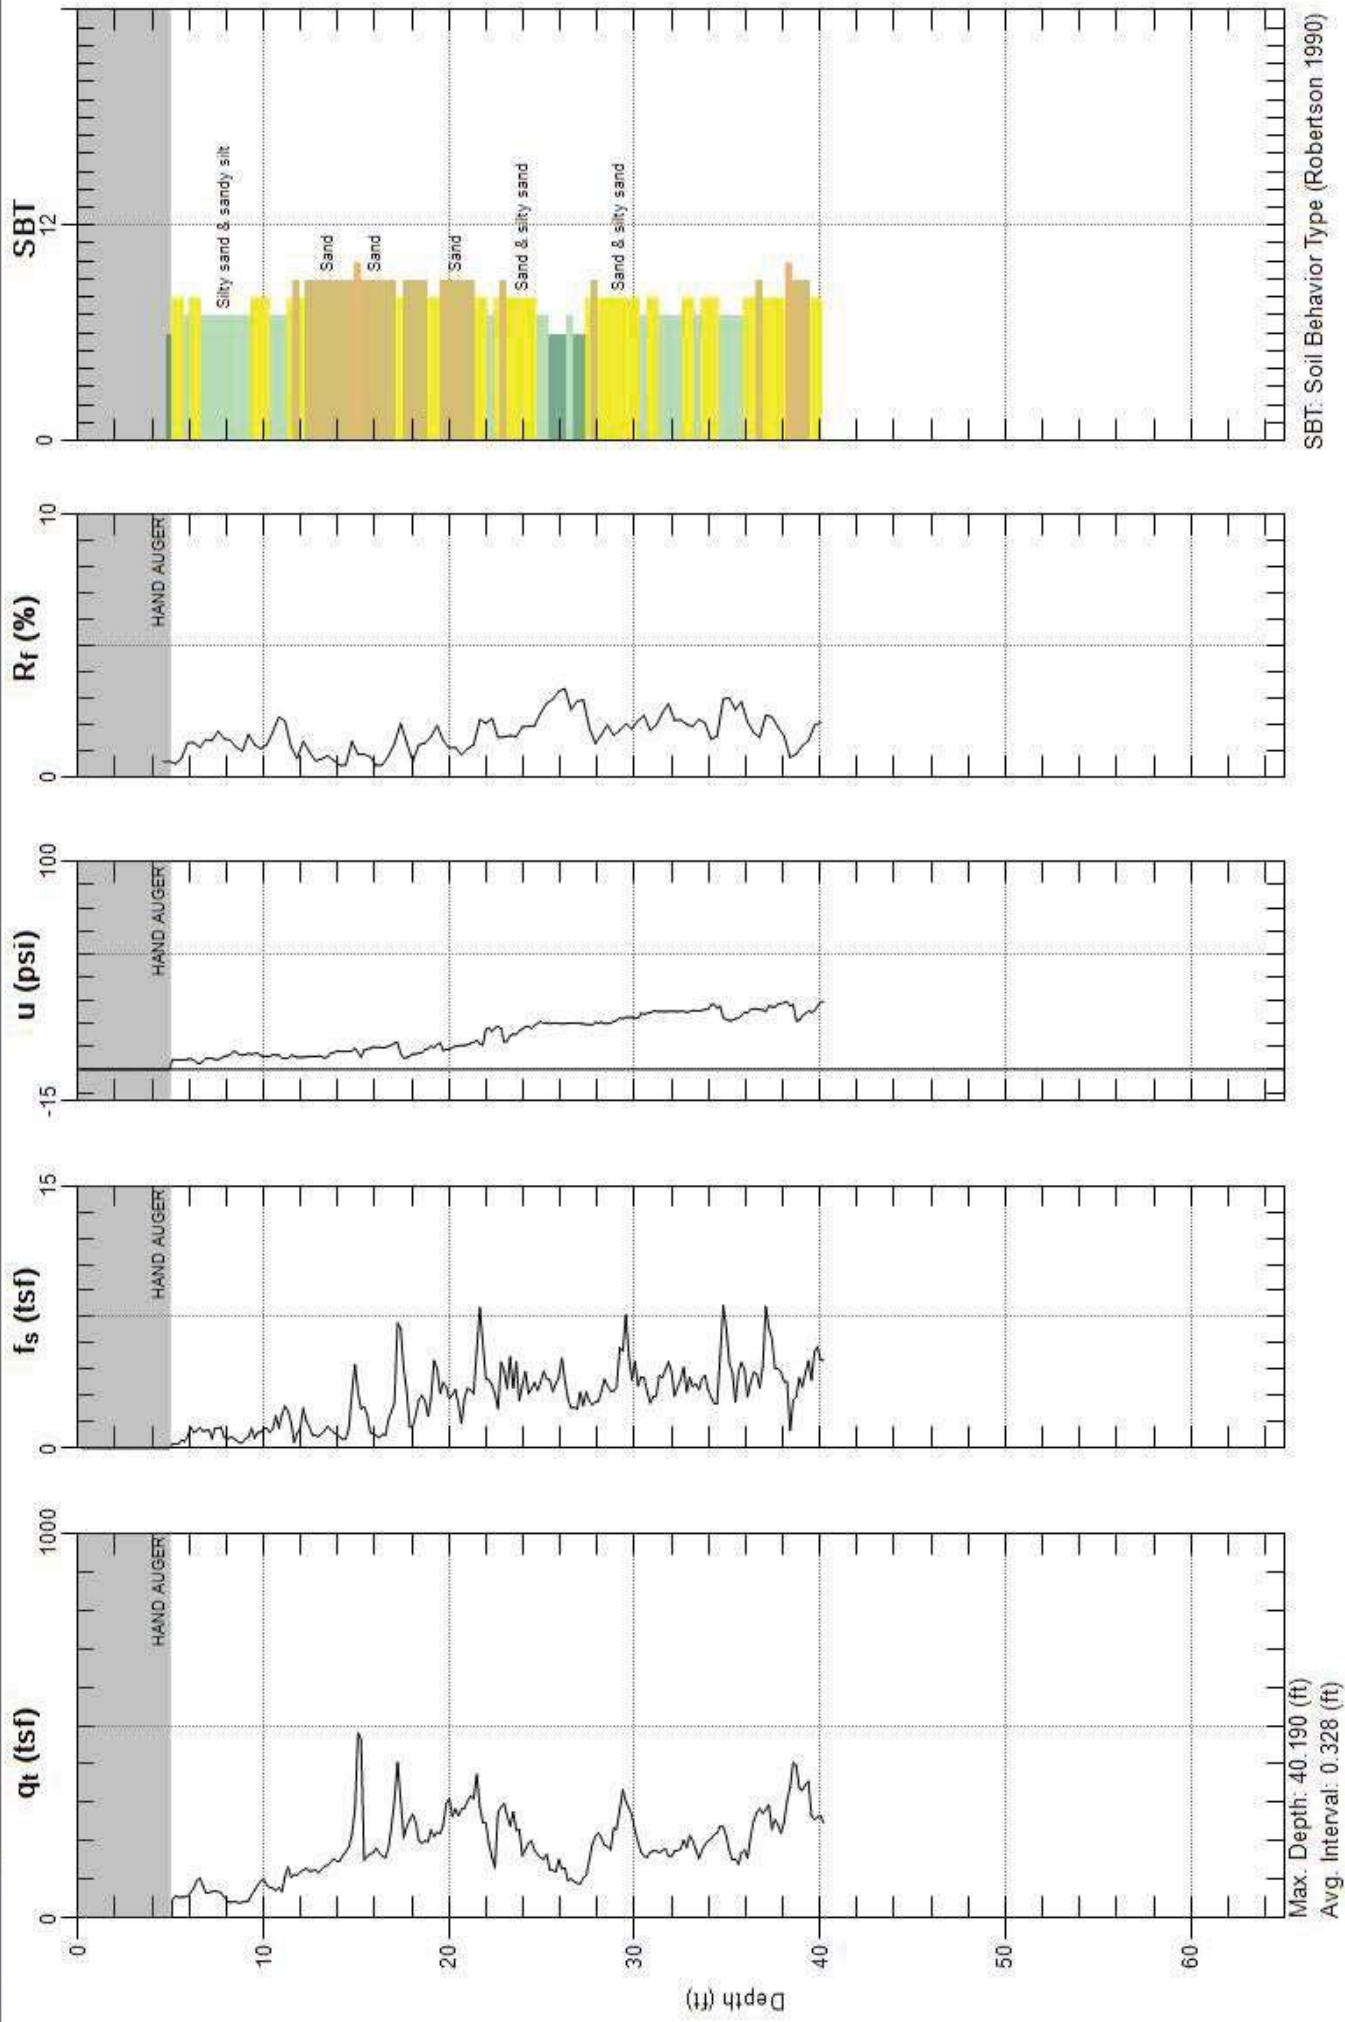 qt (tsf)
fs (tsf)
u (psi)
Rf (%)
SBT
0
1000
0
15
-15
100
0
10
0
12
HAND AUGER
HAND AUGER
HAND AUGER
HAND AUGER
Silty sand & sandy silt
Sand
Sand
Sand
Sand & silty sand
Sand & silty sand
0
10
20
30
40
50
60
Depth (ft)
Max. Depth: 40.190 (ft)
Avg. Interval: 0.328 (ft)
SBT: Soil Behavior Type (Robertson 1990)